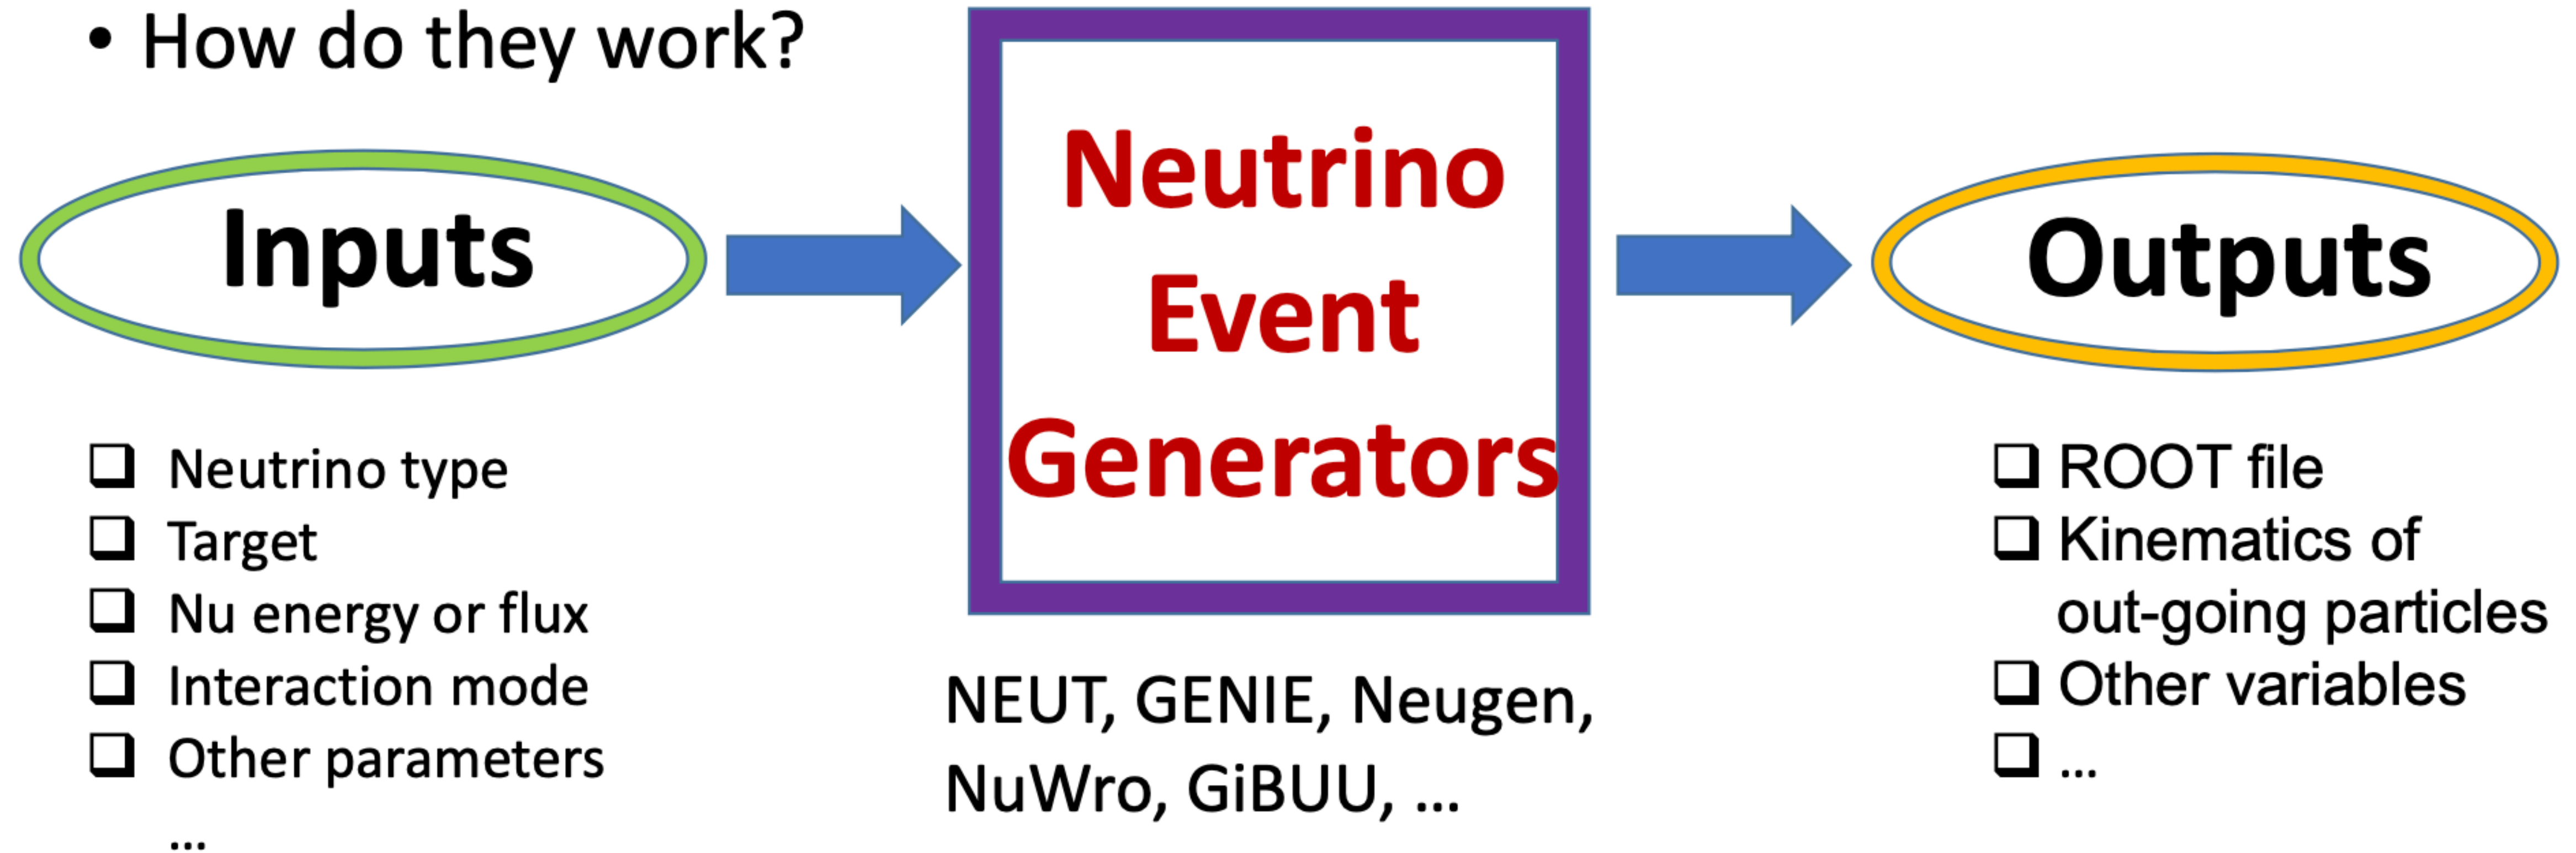 • How do they work?
Inputs
Neutrino
Event
Generators
Outputs
❑ Neutrino type
❑ Target
❑ Nu energy or flux
❑ Interaction mode
❑ Other parameters
...
NEUT, GENIE, Neugen,
NuWro, GiBUU, ...
❑ ROOT file
❑ Kinematics of
out-going particles
❑ Other variables
❑ ...